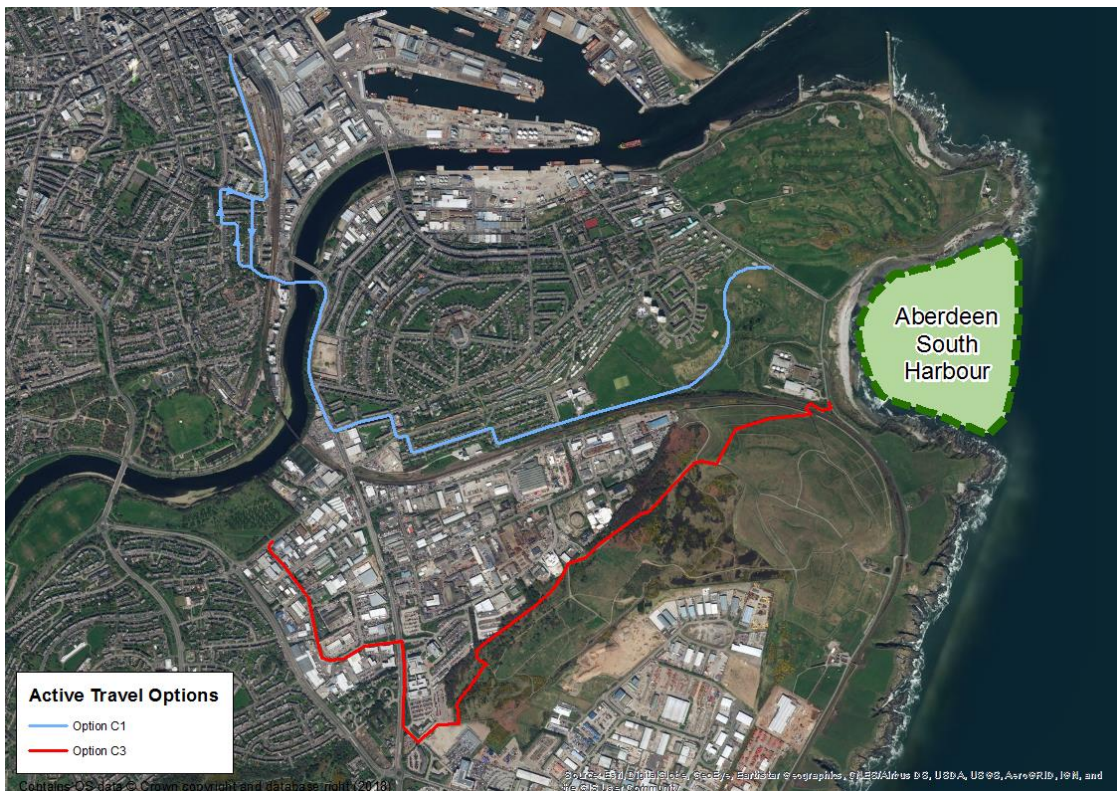 Aberdeen
South
Harbour
Active Travel Options
Option C1
Option C3
Contains OS data © Crown copyright and database right (2018)
Source: Esri, DigitalGlobe, GeoEye, Earthstar Geographics, CNES/Airbus DS, USDA, USGS, AeroGRID, IGN, and
the GIS User Community